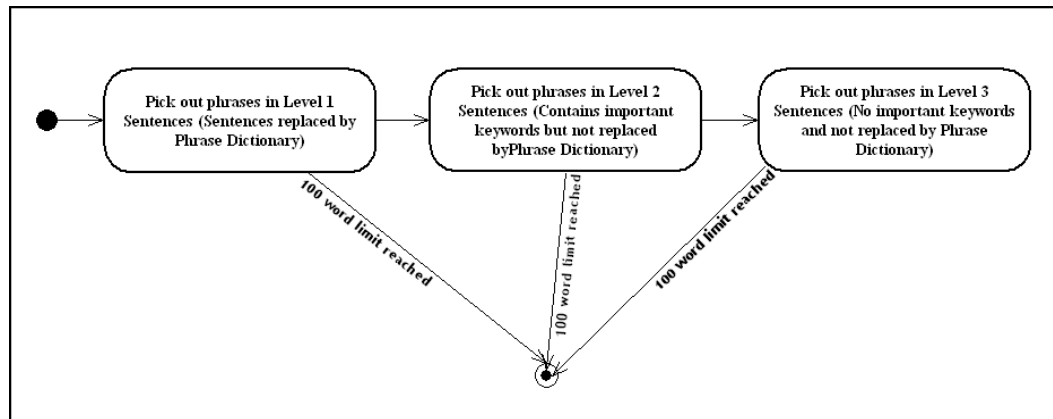 Pick out phrases in Level 1
Sentences (Sentences replaced by
Phrase Dictionary)
Pick out phrases in Level 2
Sentences (Contains important
keywords but not replaced
byPhrase Dictionary)
Pick out phrases in Level 3
Sentences (No important keywords
and not replaced by Phrase
Dictionary)
100 word limit reached
100 word limit reached
100 word limit reached